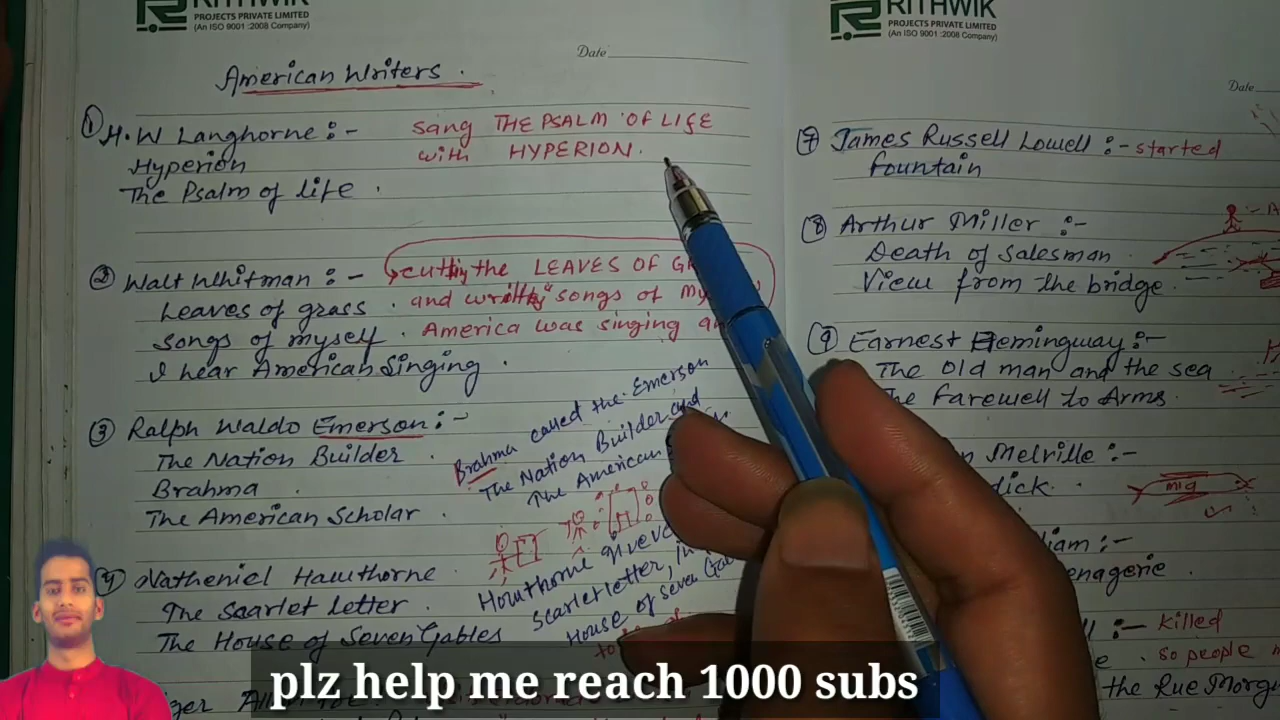 RITHWIK
PROJECTS PRIVATE LIMITED
(An ISO 9001 :2008 Company)
Date
American Writers.
① H. W Langhorne :- sang THE PSALM OF LIFE
Hyperion with HYPERION.
The Psalm of life.
② Walt Whitman :- cutting the LEAVES OF
Leaves of grass. and songs of
songs of myself. America was singing
I hear American Singing.
③ Ralph Waldo Emerson :-
The Nation Builder.
Brahma.
The American Scholar.
Brahma called the Emerson
The Nation Builder and
The American
④ Natheniel Hawthorne.
The Scarlet letter.
The House of Seven Gables
Scarlet letter, in
House of seven
RITHWIK
PROJECTS PRIVATE LIMITED
(An ISO 9001 :2008 Company)
Date
⑦ James Russell Lowell :- started
fountain
⑧ Arthur Miller :-
Death of Salesman.
View from the bridge.
⑨ Earnest Hemingway :-
The Old man and the sea.
The Farewell to Arms.
Melville :-
dick.
iam :-
enagerie.
:- killed
so people
the Rue
plz help me reach 1000 subs